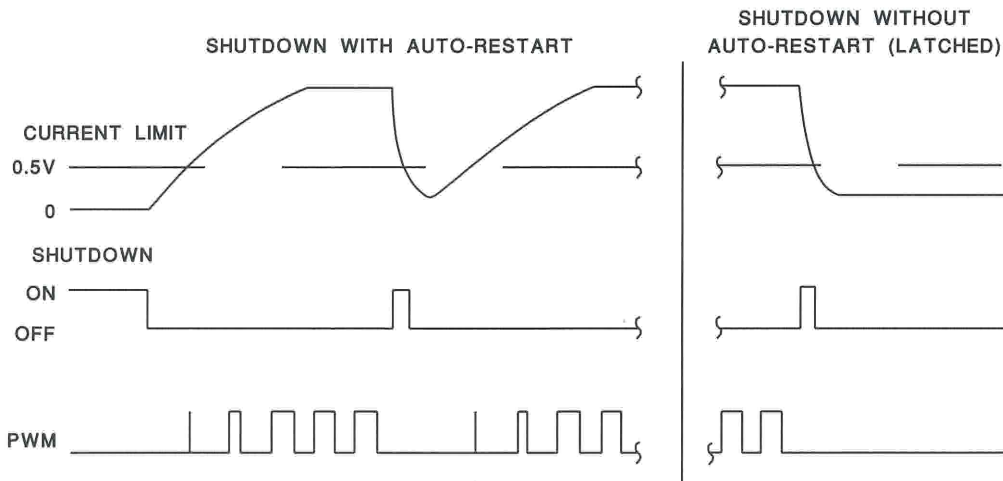 SHUTDOWN WITH AUTO-RESTART
SHUTDOWN WITHOUT
AUTO-RESTART (LATCHED)
CURRENT LIMIT
0.5V
0
SHUTDOWN
ON
OFF
PWM